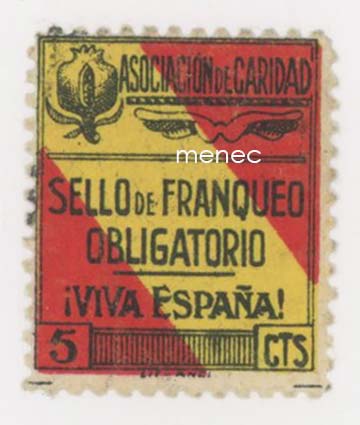 ASOCIACIÓN DE CARIDAD
menec
SELLO DE FRANQUEO
OBLIGATORIO
¡VIVA ESPAÑA!
5 CTS